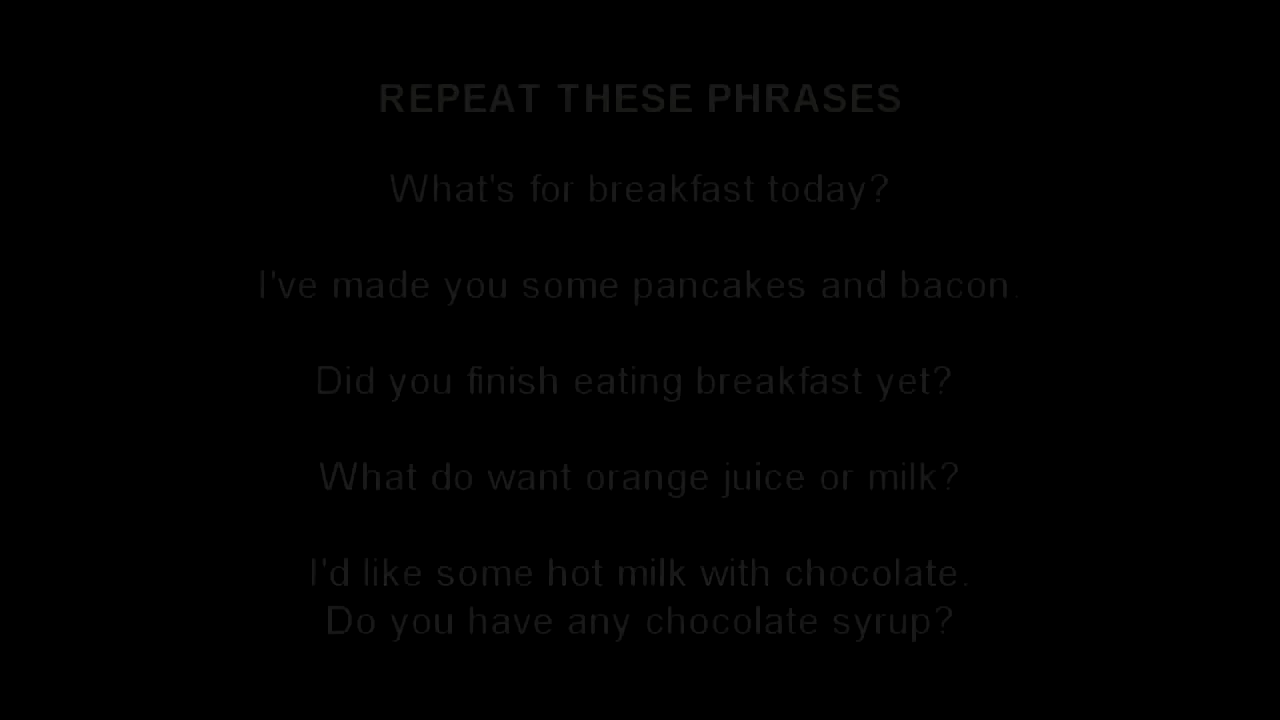 REPEAT THESE PHRASES
What's for breakfast today?
I've made you some pancakes and bacon.
Did you finish eating breakfast yet?
What do want orange juice or milk?
I'd like some hot milk with chocolate.
Do you have any chocolate syrup?